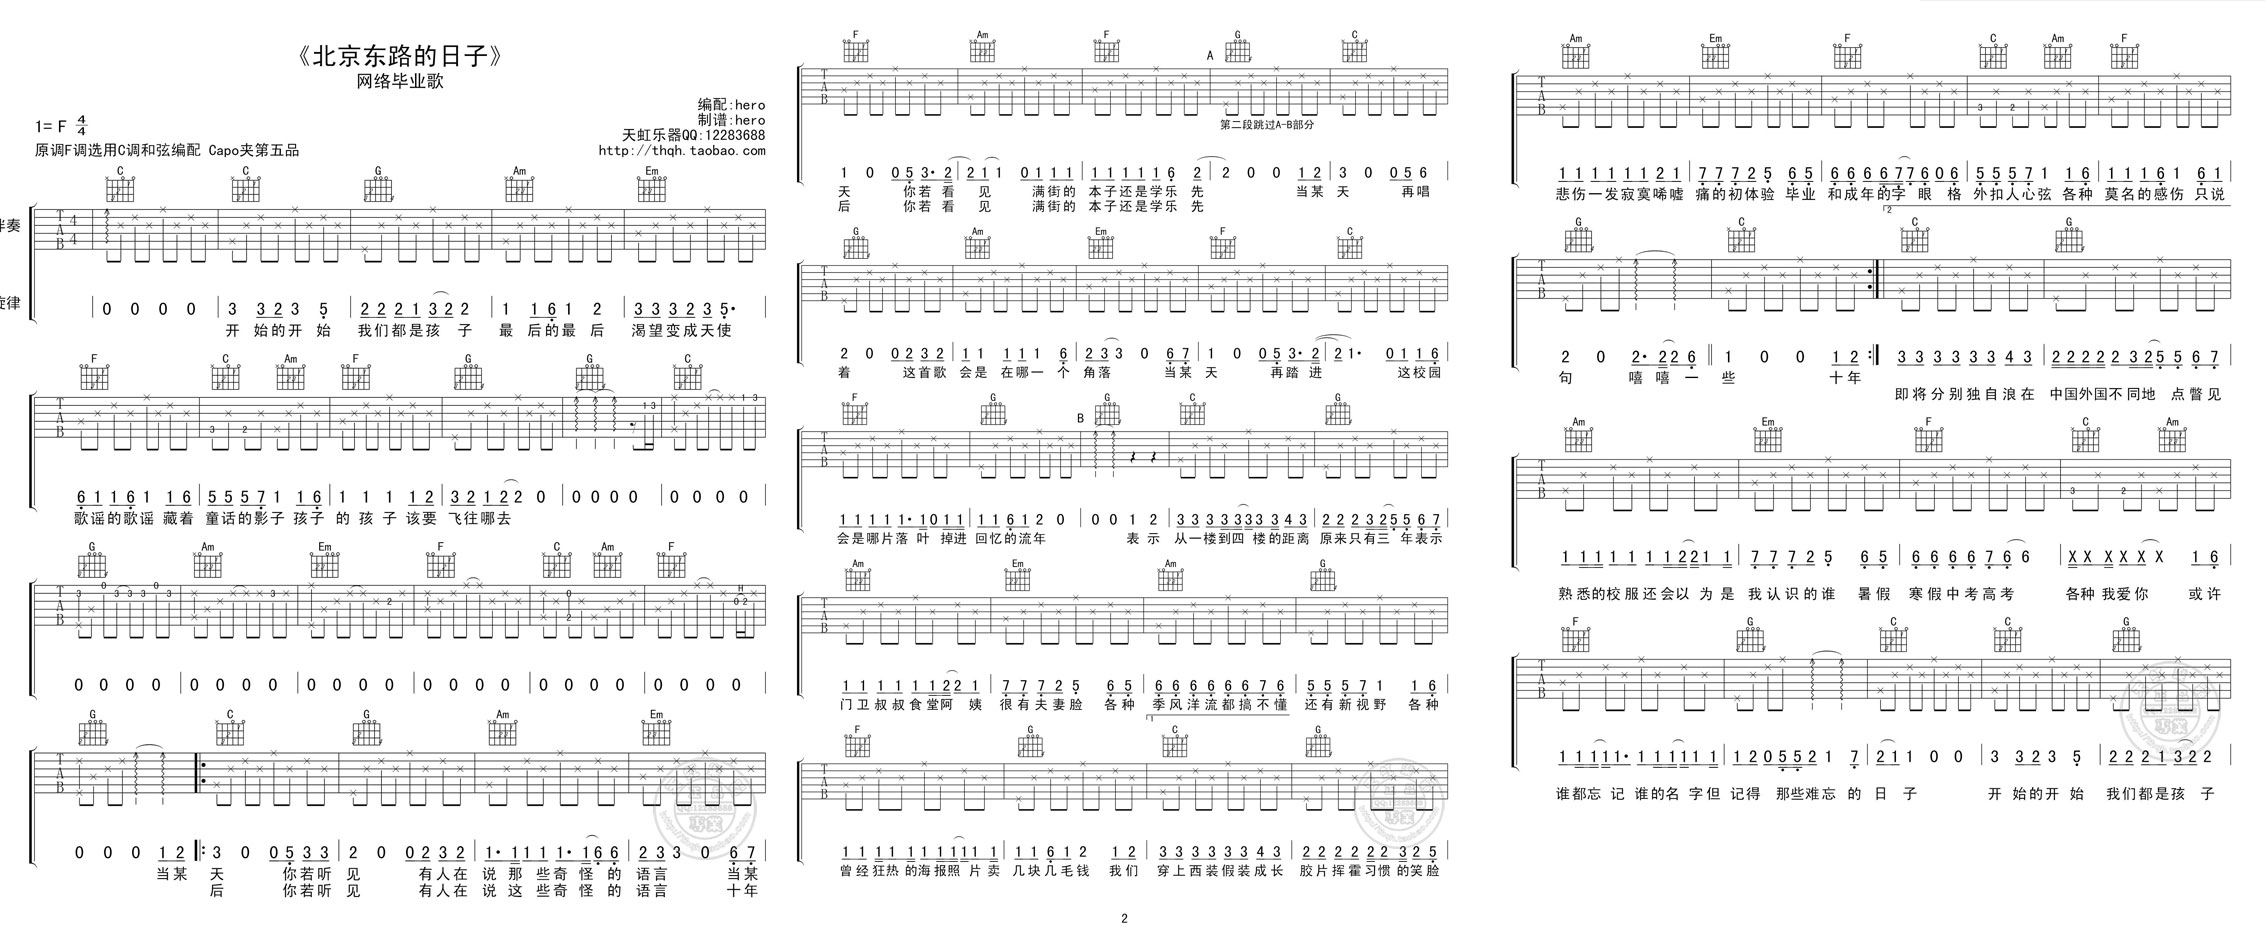 《北京东路的日子》
网络毕业歌
编配:hero
制谱:hero
天虹乐器QQ:12283688
http://thqh.taobao.com
1= F 4/4
原调F调选用C调和弦编配 Capo夹第五品
C C G Am Em
伴奏
旋律
0 0 0 0 3 3 2 3 5 2 2 2 1 3 2 2 1 1 6 1 2 3 3 3 2 3 5·
开 始的开 始 我们都是孩 子 最 后的最 后 渴望变成天使
F C Am F G G C
6 1 1 6 1 1 6 5 5 5 7 1 1 6 1 1 1 1 2 3 2 1 2 2 0 0 0 0 0 0 0 0 0
歌谣的歌谣 藏着 童话的影子 孩子 的 孩 子 该要 飞往哪去
G Am Em F C Am F
0 0 0 0 0 0 0 0 0 0 0 0 0 0 0 0 0 0 0 0 0 0 0 0
G C G Am Em
0 0 0 1 2 3 0 0 5 3 3 2 0 0 2 3 2 1· 1 1 1 1· 1 6 6 2 3 3 0 6 7
当某 天 你若听 见 有人在 说 那些奇 怪 的 语言 当某
后 你若听 见 有人在 说 这些奇 怪 的 语言 十年
F Am F A G C
第二段跳过A-B部分
1 0 0 5 3· 2 2 1 1 0 1 1 1 1 1 1 1 6 2 2 0 0 1 2 3 0 5 6
天 你若 看 见 满街的 本子还是学乐 先 当某 天 再唱
后 你若 看 见 满街的 本子还是学乐 先
G Am Em F C
2 0 0 2 3 2 1 1 1 1 1 6 2 3 3 0 6 7 1 0 0 5 3· 2 2 1· 0 1 1 6
着 这首歌 会是 在哪一 个 角落 当某 天 再踏 进 这校园
F G B G C G
1 1 1 1 1· 1 0 1 1 1 1 6 1 2 0 0 0 1 2 3 3 3 3 3 3 3 3 4 3 2 2 2 3 2 5 5 6 7
会是哪片落 叶 掉进 回忆的流年 表 示 从一楼到四 楼的距离 原来只有三 年表示
Am Em Am G
1 1 1 1 1 1 2 2 1 7 7 7 2 5 6 5 6 6 6 6 6 6 7 6 5 5 5 7 1 1 6
门卫叔叔食堂阿 姨 很有夫妻脸 各种 季风洋流都搞不懂 还有新视野 各种
F G C G
1 1 1 1 1 1 1 1 1 1 1 1 1 1 6 1 2 1 2 3 3 3 3 3 3 4 3 2 2 2 2 2 2 3 2 5
曾经狂热的海报照 片卖 几块几毛钱 我们 穿上西装假装成长 胶片挥霍习惯的笑脸
2
Am Em F C Am F
1 1 1 1 1 1 2 1 7 7 7 2 5 6 5 6 6 6 6 6 7 7 6 0 6 5 5 5 7 1 1 6 1 1 1 6 1 6 1
悲伤一发寂寞唏嘘 痛的初体验 毕业 和成年的字 眼 格 外扣人心弦 各种 莫名的感伤 只说
G C C G
2 0 2· 2 2 6 1 0 0 1 2 3 3 3 3 3 3 4 3 2 2 2 2 2 3 2 5 5 6 7
句 嘻 嘻 一 些 十年
即将分别独自浪在 中国外国不同地 点瞥见
Am Em F C Am
1 1 1 1 1 1 1 2 2 1 1 7 7 7 2 5 6 5 6 6 6 6 7 6 6 X X X X X X 1 6
熟悉的校服还会以 为是 我认识的谁 暑假 寒假中考高考 各种我爱你 或许
F G C C G
1 1 1 1 1· 1 1 1 1 1 1 1 2 0 5 5 2 1 7 2 1 1 0 0 3 3 2 3 5 2 2 2 1 3 2 2
谁都忘 记 谁的名 字但 记得 那些难忘 的 日 子 开 始的开 始 我们都是孩 子